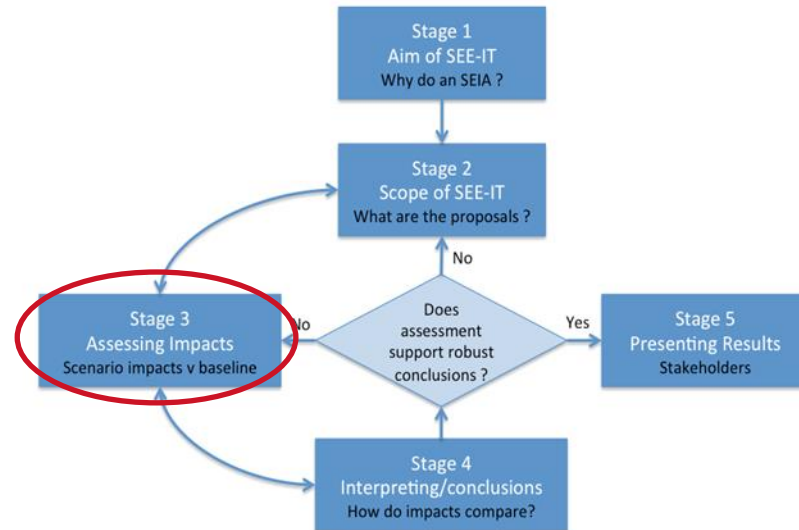 Stage 1
Aim of SEE-IT
Why do an SEIA ?
Stage 2
Scope of SEE-IT
What are the proposals ?
No
Stage 3
Assessing Impacts
Scenario impacts v baseline
No
Does
assessment
support robust
conclusions ?
Yes
Stage 5
Presenting Results
Stakeholders
Stage 4
Interpreting/conclusions
How do impacts compare?